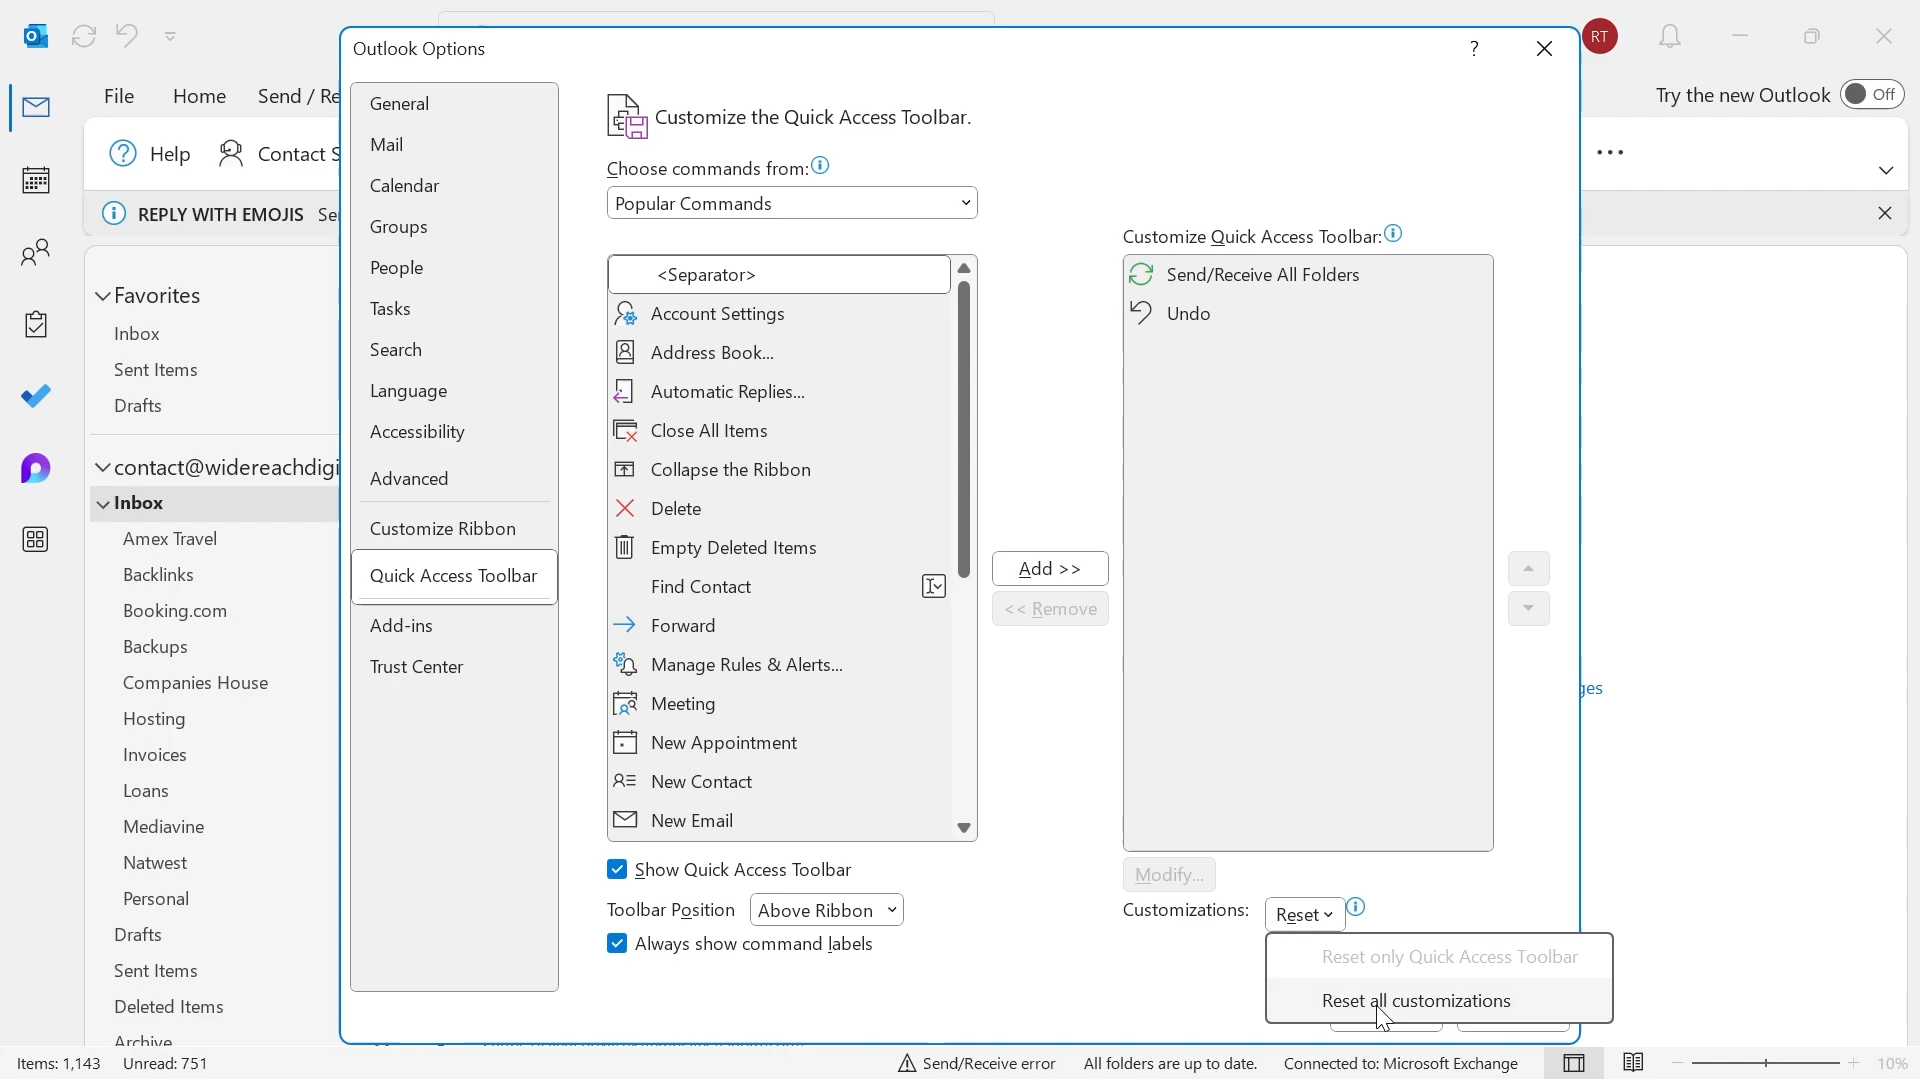 Outlook Options
?
RT
File
Home
Send / Re
Try the new Outlook
Off
Help
Contact S
REPLY WITH EMOJIS Se
Favorites
Inbox
Sent Items
Drafts
contact@widereachdigi
Inbox
Amex Travel
Backlinks
Booking.com
Backups
Companies House
Hosting
Invoices
Loans
Mediavine
Natwest
Personal
Drafts
Sent Items
Deleted Items
Archive
General
Mail
Calendar
Groups
People
Tasks
Search
Language
Accessibility
Advanced
Customize Ribbon
Quick Access Toolbar
Add-ins
Trust Center
Customize the Quick Access Toolbar.
Choose commands from:
Popular Commands
<Separator>
Account Settings
Address Book...
Automatic Replies...
Close All Items
Collapse the Ribbon
Delete
Empty Deleted Items
Find Contact
Forward
Manage Rules & Alerts...
Meeting
New Appointment
New Contact
New Email
Show Quick Access Toolbar
Toolbar Position Above Ribbon
Always show command labels
Add >>
<< Remove
Customize Quick Access Toolbar:
Send/Receive All Folders
Undo
Modify...
Customizations: Reset
Reset only Quick Access Toolbar
Reset all customizations
ges
Items: 1,143
Unread: 751
Send/Receive error
All folders are up to date.
Connected to: Microsoft Exchange
10%